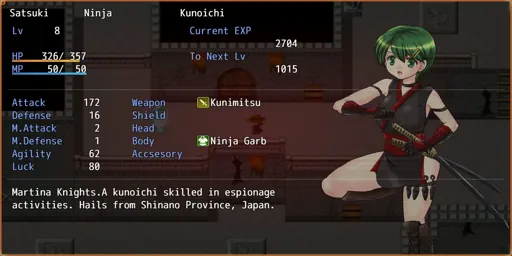 Satsuki Ninja Kunoichi
Lv 8 Current EXP
2704
HP 326/ 357 To Next Lv
MP 50/ 50 1015
Attack 172 Weapon Kunimitsu
Defense 16 Shield
M.Attack 2 Head
M.Defense 1 Body Ninja Garb
Agility 62 Accsesory
Luck 80
Martina Knights.A kunoichi skilled in espionage
activities. Hails from Shinano Province, Japan.